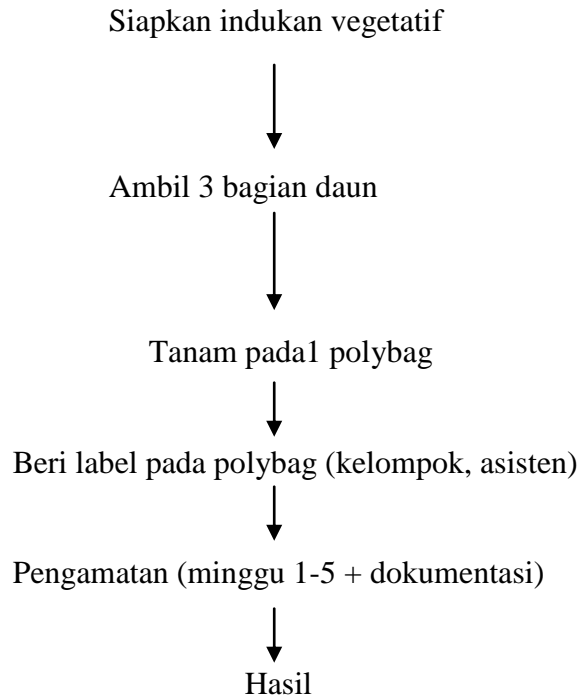 Siapkan indukan vegetatif
Ambil 3 bagian daun
Tanam pada1 polybag
Beri label pada polybag (kelompok, asisten)
Pengamatan (minggu 1-5 + dokumentasi)
Hasil